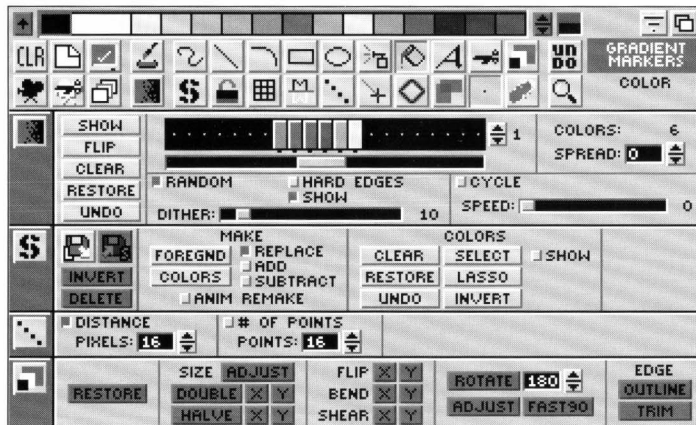 CLR
A
UN
DO
GRADIENT
MARKERS
COLOR
$
SHOW
FLIP
CLEAR
RESTORE
UNDO
1
COLORS: 6
SPREAD: 0
RANDOM
HARD EDGES
SHOW
DITHER: 10
CYCLE
SPEED: 0
$
INVERT
DELETE
MAKE
FOREGND
COLORS
REPLACE
ADD
SUBTRACT
ANIM REMAKE
COLORS
CLEAR SELECT
RESTORE LASSO
UNDO INVERT
SHOW
DISTANCE
PIXELS: 16
# OF POINTS
POINTS: 16
RESTORE
SIZE ADJUST
DOUBLE X Y
HALVE X Y
FLIP X Y
BEND X Y
SHEAR X Y
ROTATE 180
ADJUST FAST90
EDGE
OUTLINE
TRIM